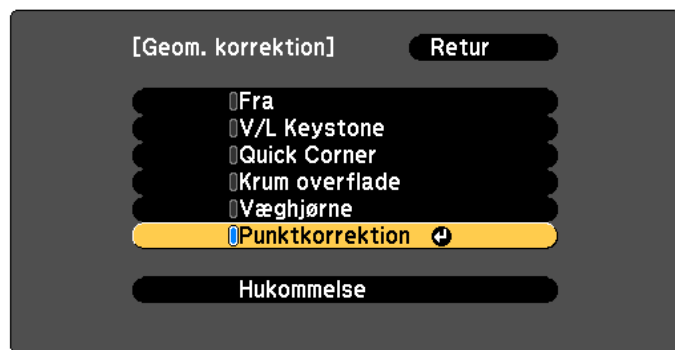 [Geom. korrektion] Retur
Fra
V/L Keystone
Quick Corner
Krum overflade
Væghjørne
Punktkorrektion
Hukommelse